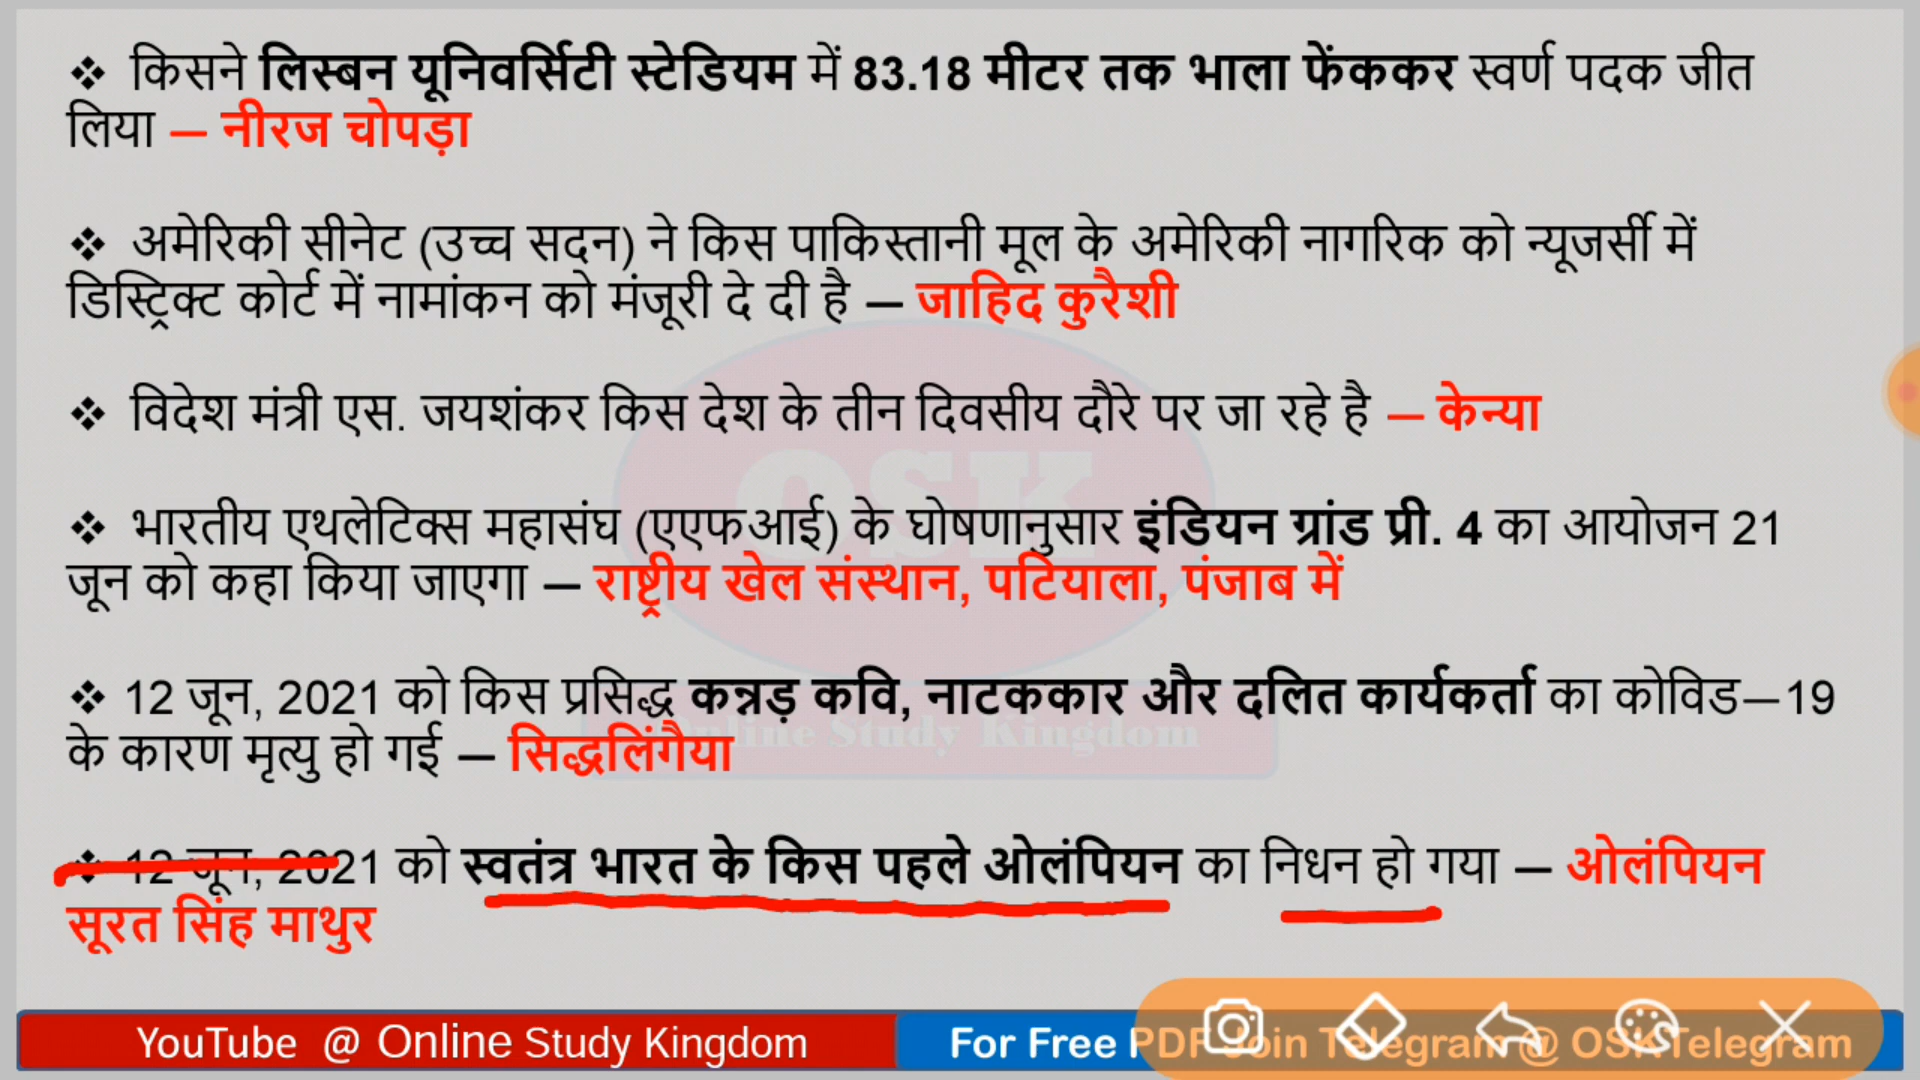 ❖ किसने लिस्बन यूनिवर्सिटी स्टेडियम में 83.18 मीटर तक भाला फेंककर स्वर्ण पदक जीत
लिया – नीरज चोपड़ा
❖ अमेरिकी सीनेट (उच्च सदन) ने किस पाकिस्तानी मूल के अमेरिकी नागरिक को न्यूजर्सी में
डिस्ट्रिक्ट कोर्ट में नामांकन को मंजूरी दे दी है – जाहिद कुरैशी
❖ विदेश मंत्री एस. जयशंकर किस देश के तीन दिवसीय दौरे पर जा रहे है – केन्या
❖ भारतीय एथलेटिक्स महासंघ (एएफआई) के घोषणानुसार इंडियन ग्रांड प्री. 4 का आयोजन 21
जून को कहा किया जाएगा – राष्ट्रीय खेल संस्थान, पटियाला, पंजाब में
❖ 12 जून, 2021 को किस प्रसिद्ध कन्नड़ कवि, नाटककार और दलित कार्यकर्ता का कोविड–19
के कारण मृत्यु हो गई – सिद्धलिंगैया
❖ 12 जून, 2021 को स्वतंत्र भारत के किस पहले ओलंपियन का निधन हो गया – ओलंपियन
सूरत सिंह माथुर
OSK
Online Study Kingdom
YouTube @ Online Study Kingdom
For Free PDF Join Telegram @ OSKTelegram